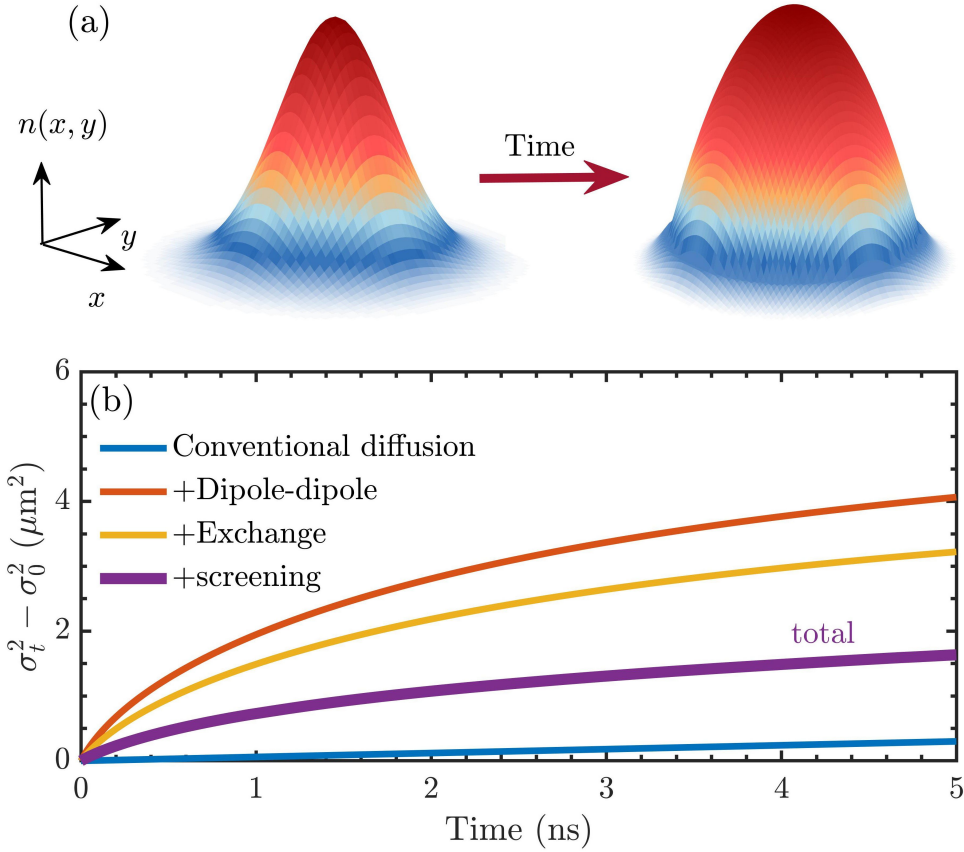 (a)
n(x, y)
y
x
Time
(b)
Conventional diffusion
+Dipole-dipole
+Exchange
+screening
total
σ_t^2 − σ_0^2 (μm^2)
6
4
2
0
0 1 2 3 4 5
Time (ns)